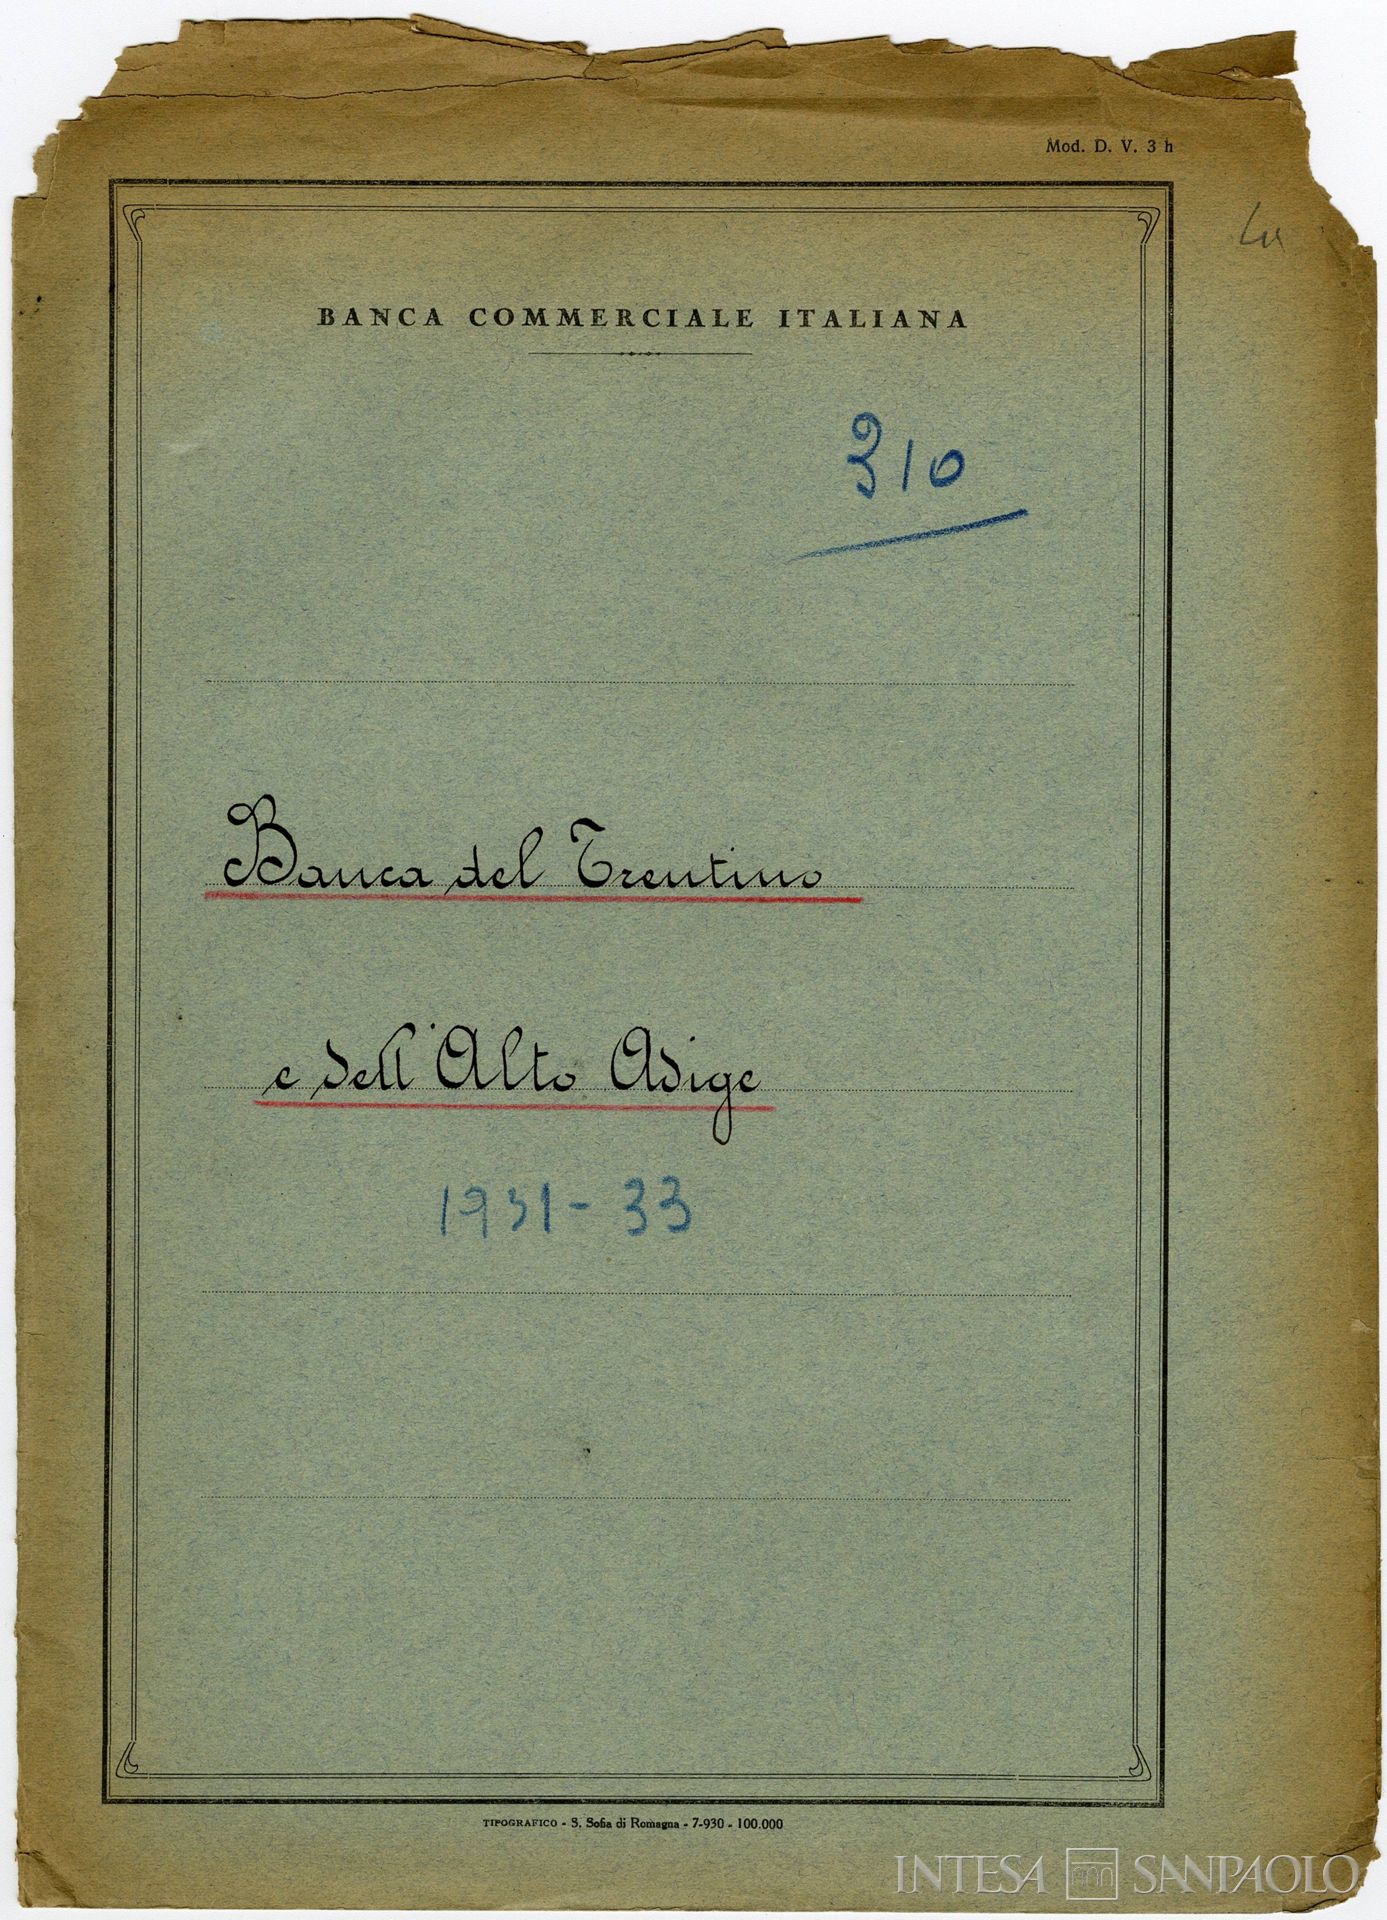 Mod. D. V. 3 h
BANCA COMMERCIALE ITALIANA
310
Banca del Trentino
e dell'Alto Adige
1931-33
TIPOGRAFICO - S. Sofia di Romagna - 7-930 - 100.000
INTESA SANPAOLO